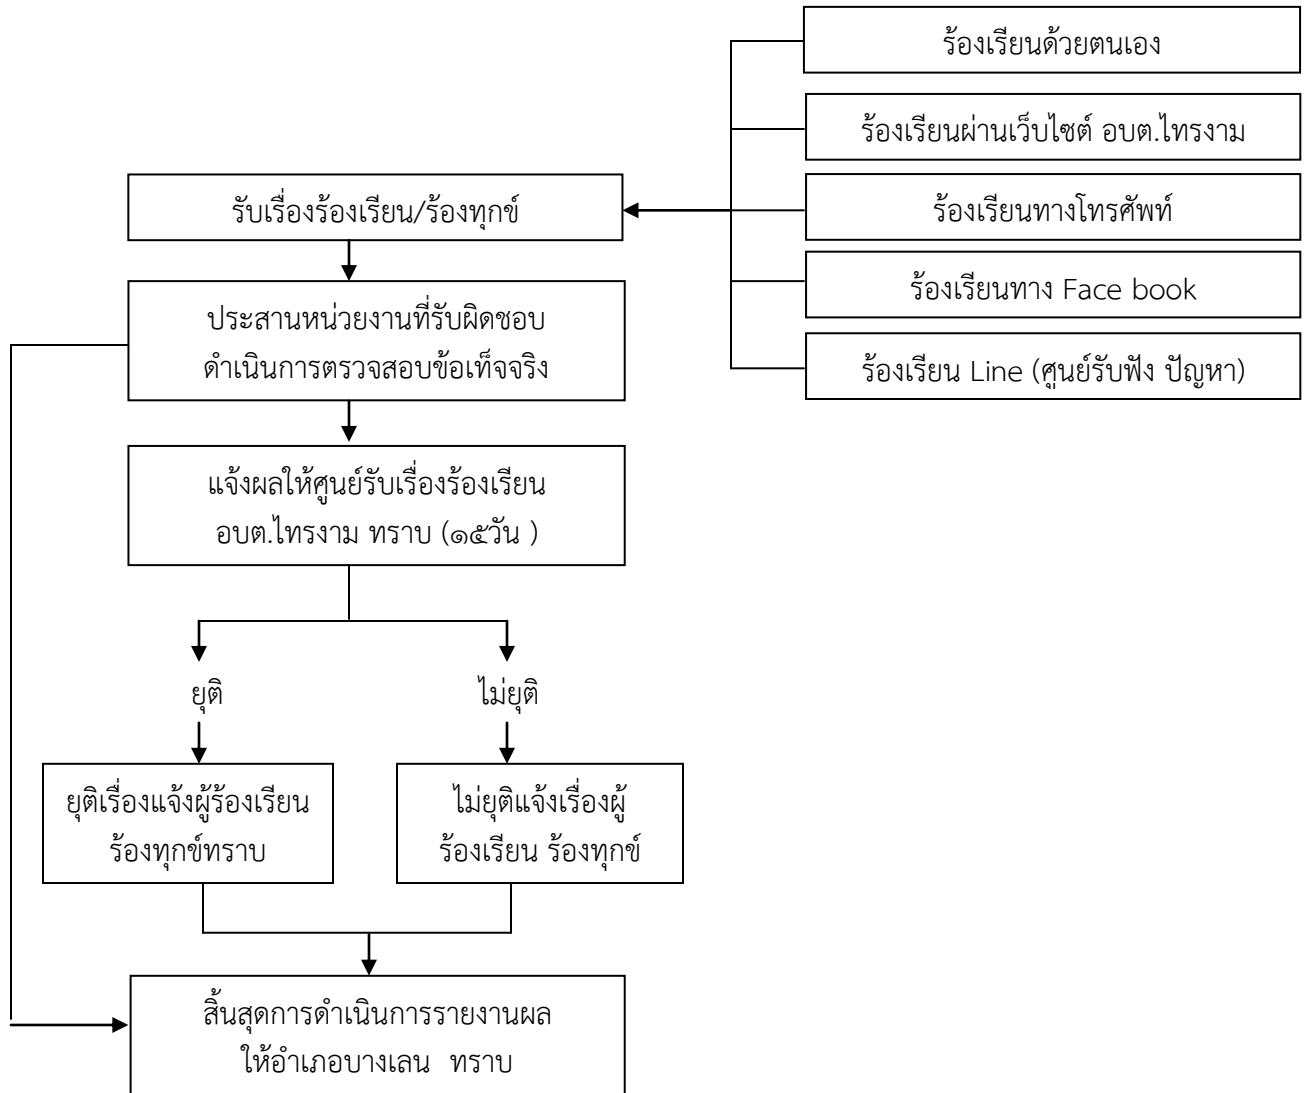 ร้องเรียนด้วยตนเอง
ร้องเรียนผ่านเว็บไซต์ อบต.ไทรงาม
ร้องเรียนทางโทรศัพท์
ร้องเรียนทาง Face book
ร้องเรียน Line (ศูนย์รับฟัง ปัญหา)
รับเรื่องร้องเรียน/ร้องทุกข์
ประสานหน่วยงานที่รับผิดชอบ
ดำเนินการตรวจสอบข้อเท็จจริง
แจ้งผลให้ศูนย์รับเรื่องร้องเรียน
อบต.ไทรงาม ทราบ (๑๕วัน )
ยุติ
ไม่ยุติ
ยุติเรื่องแจ้งผู้ร้องเรียน
ร้องทุกข์ทราบ
ไม่ยุติแจ้งเรื่องผู้
ร้องเรียน ร้องทุกข์
สิ้นสุดการดำเนินการรายงานผล
ให้อำเภอบางเลน ทราบ